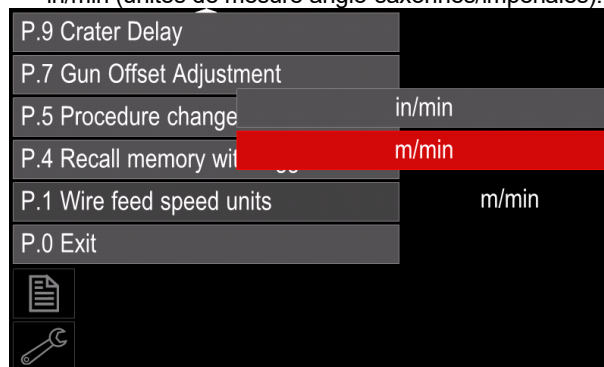 in/min (unités de mesure anglo-saxonnes/impériales).
P.9 Crater Delay
P.7 Gun Offset Adjustment
P.5 Procedure change
in/min
P.4 Recall memory wit
m/min
P.1 Wire feed speed units m/min
P.0 Exit